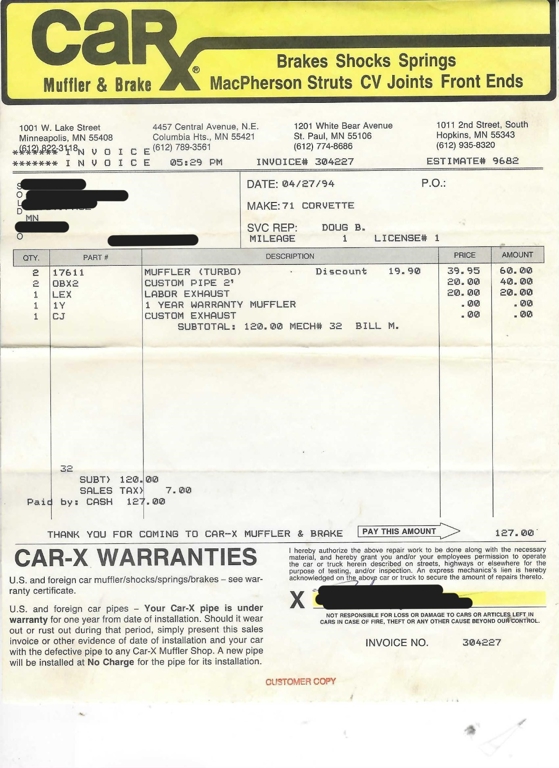 CARX®
Muffler & Brake
Brakes Shocks Springs
MacPherson Struts CV Joints Front Ends
1001 W. Lake Street
Minneapolis, MN 55408
(612) 822-3118
4457 Central Avenue, N.E.
Columbia Hts., MN 55421
(612) 789-3561
1201 White Bear Avenue
St. Paul, MN 55106
(612) 774-8686
1011 2nd Street, South
Hopkins, MN 55343
(612) 935-8320
******* I N V O I C E
******* I N V O I C E 05:29 PM INVOICE# 304227 ESTIMATE# 9682
SOLD
MN
TO
DATE: 04/27/94 P.O.:
MAKE: 71 CORVETTE
SVC REP: DOUG B.
MILEAGE 1 LICENSE# 1
QTY. PART # DESCRIPTION PRICE AMOUNT
2 17611 MUFFLER (TURBO) Discount 19.90 39.95 60.00
2 OBX2 CUSTOM PIPE 2' 20.00 40.00
1 LEX LABOR EXHAUST 20.00 20.00
1 1Y 1 YEAR WARRANTY MUFFLER .00 .00
1 CJ CUSTOM EXHAUST .00 .00
SUBTOTAL: 120.00 MECH# 32 BILL M.
32
SUBT) 120.00
SALES TAX) 7.00
Paid by: CASH 127.00
THANK YOU FOR COMING TO CAR-X MUFFLER & BRAKE PAY THIS AMOUNT 127.00
CAR-X WARRANTIES
U.S. and foreign car muffler/shocks/springs/brakes – see war-
ranty certificate.
U.S. and foreign car pipes - Your Car-X pipe is under
warranty for one year from date of installation. Should it wear
out or rust out during that period, simply present this sales
invoice or other evidence of date of installation and your car
with the defective pipe to any Car-X Muffler Shop. A new pipe
will be installed at No Charge for the pipe for its installation.
I hereby authorize the above repair work to be done along with the necessary
material, and hereby grant you and/or your employees permission to operate
the car or truck herein described on streets, highways or elsewhere for the
purpose of testing, and/or inspection. An express mechanic's lien is hereby
acknowledged on the above car or truck to secure the amount of repairs thereto.
X
NOT RESPONSIBLE FOR LOSS OR DAMAGE TO CARS OR ARTICLES LEFT IN
CARS IN CASE OF FIRE, THEFT OR ANY OTHER CAUSE BEYOND OUR CONTROL.
INVOICE NO. 304227
CUSTOMER COPY